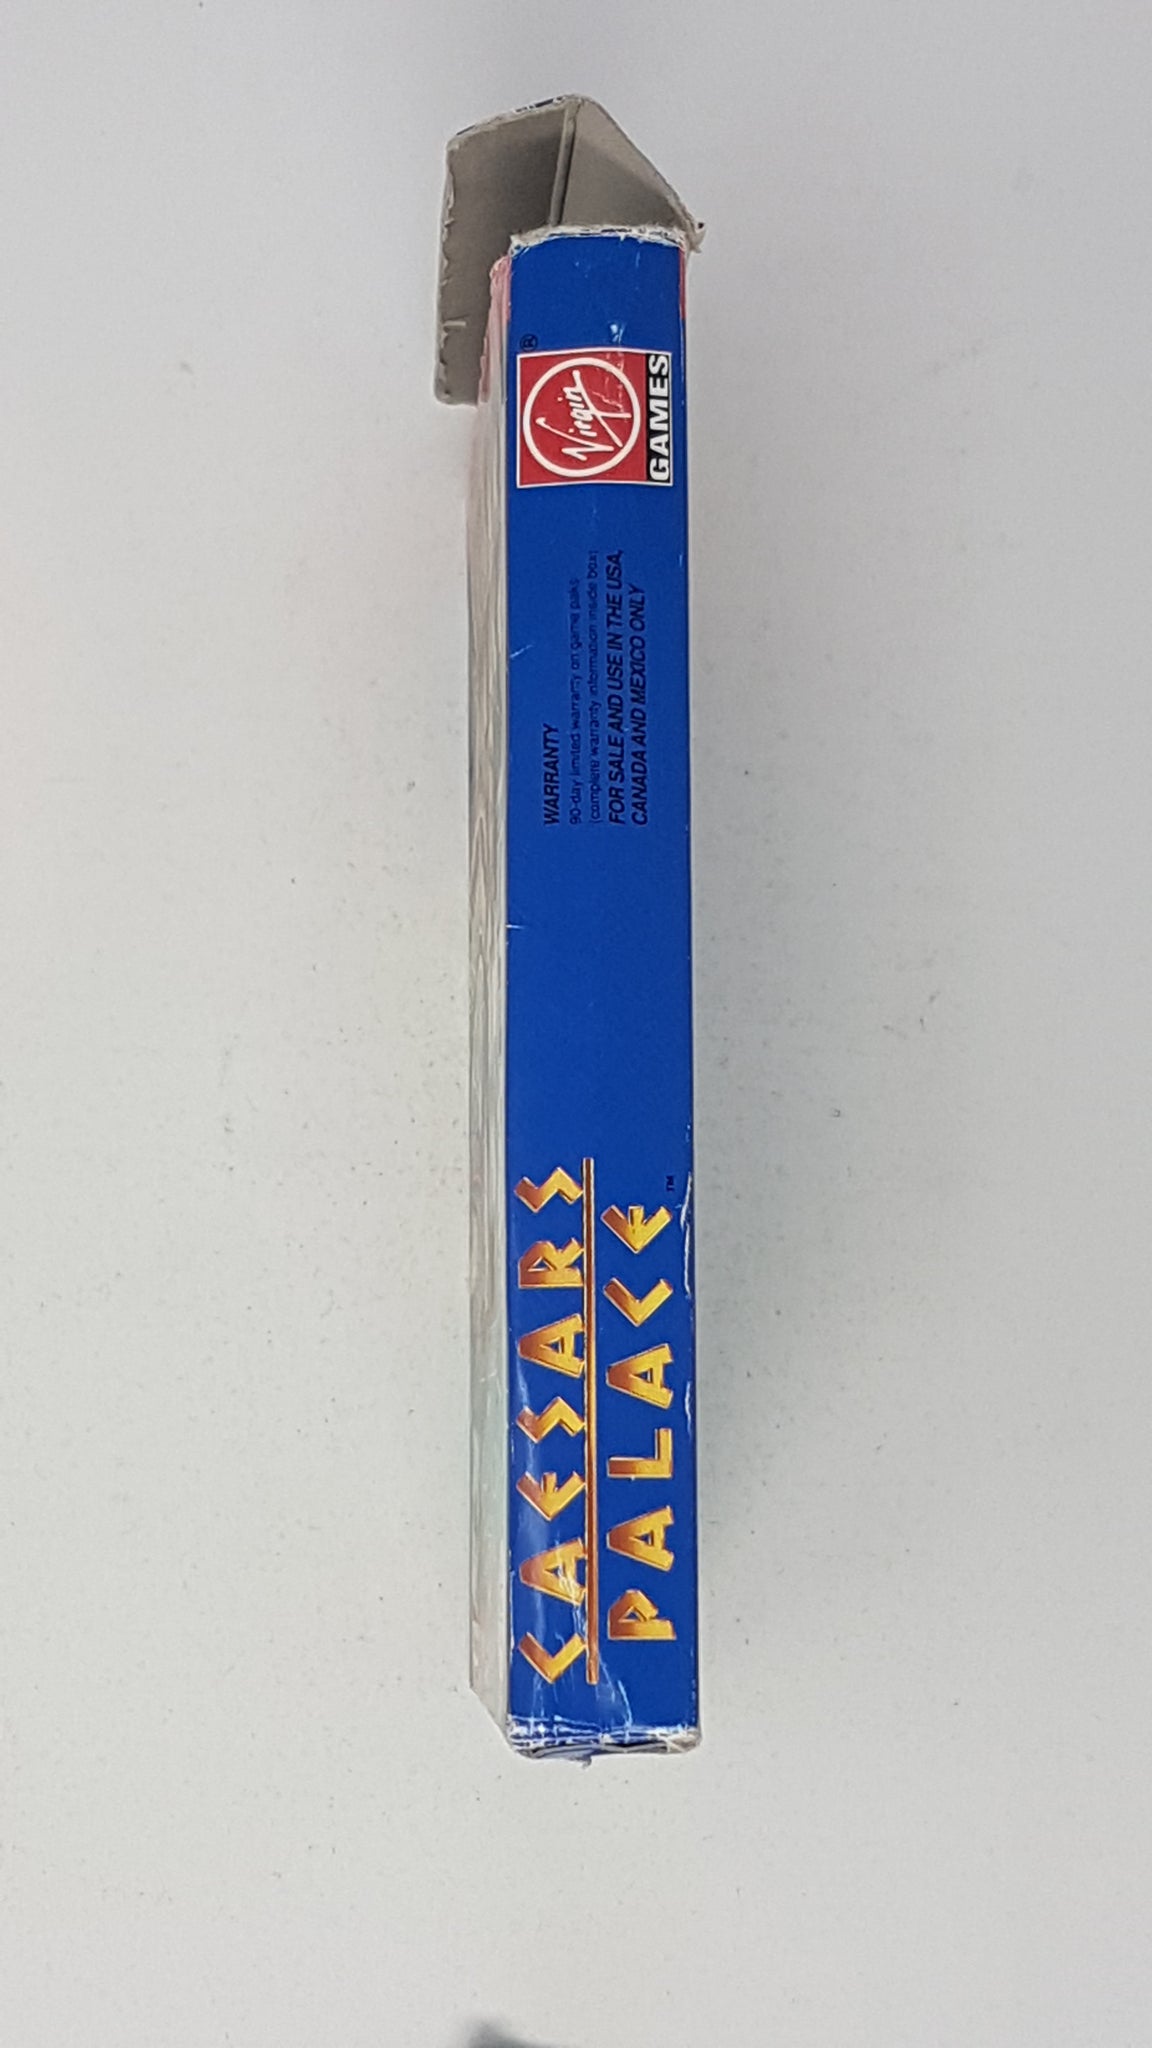 CAESARS
PALACE
™
WARRANTY
90-day limited warranty on game paks
(complete warranty information inside box)
FOR SALE AND USE IN THE USA,
CANADA AND MEXICO ONLY
Virgin
GAMES
®